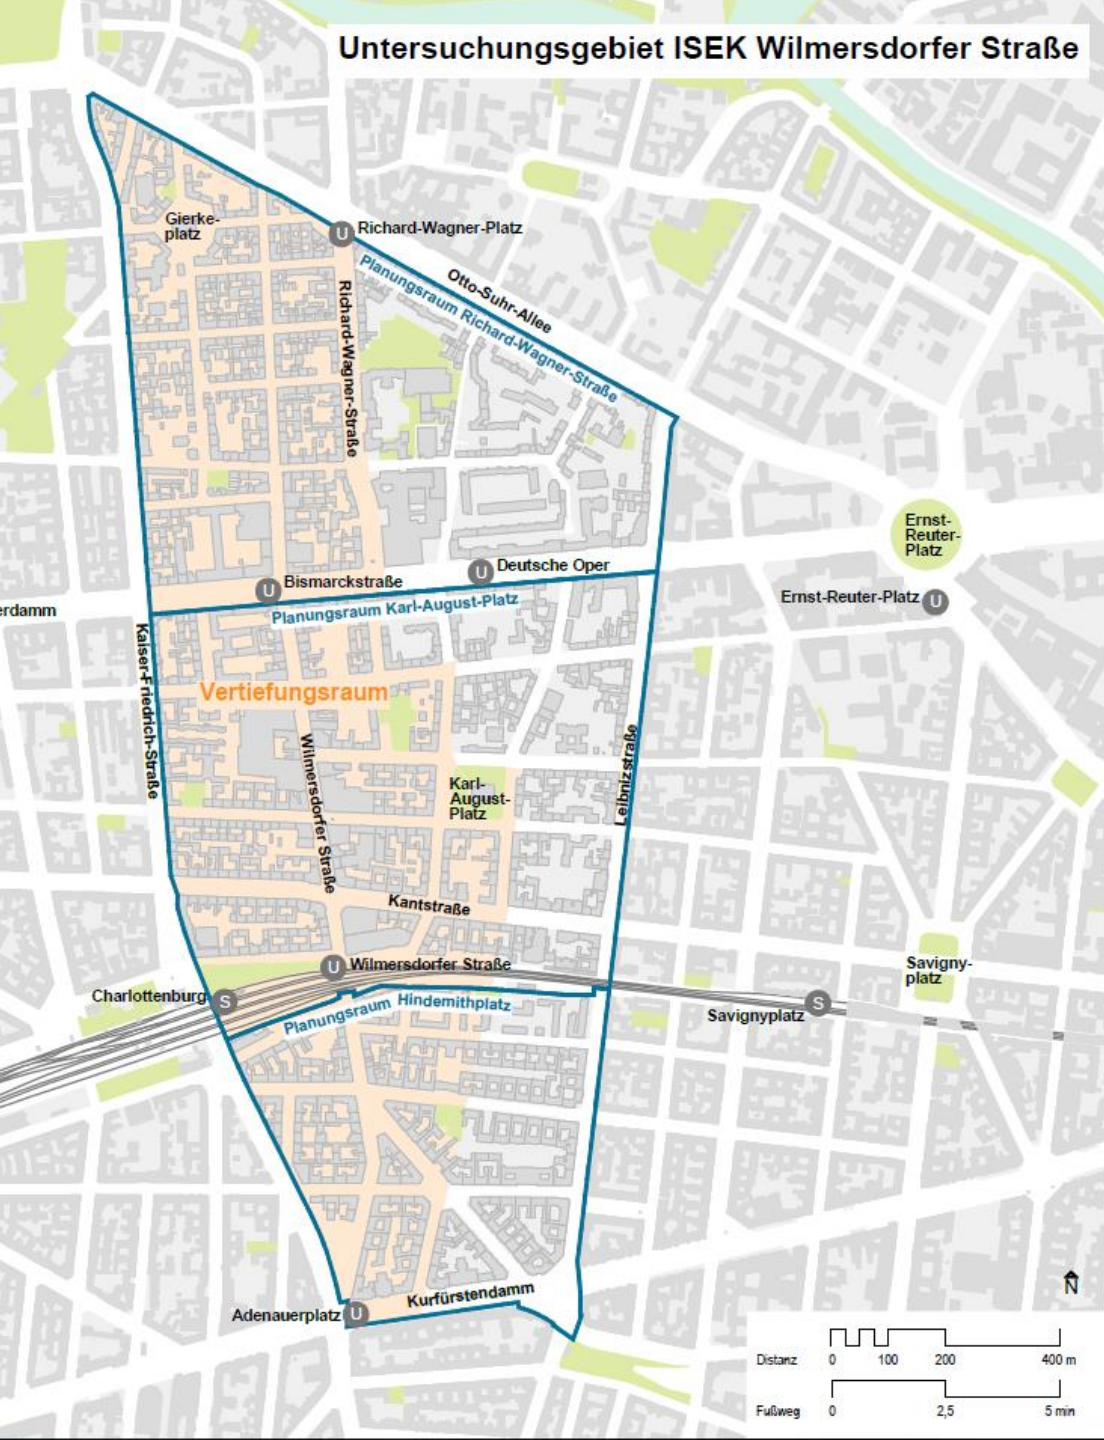 Untersuchungsgebiet ISEK Wilmersdorfer Straße
Gierke-
platz
U
Richard-Wagner-Platz
Otto-Suhr-Allee
Planungsraum Richard-Wagner-Straße
Richard-Wagner-Straße
Ernst-
Reuter-
Platz
U
Deutsche Oper
U
Bismarckstraße
Ernst-Reuter-Platz
U
erdamm
Planungsraum Karl-August-Platz
Kaiser-Friedrich-Straße
Vertiefungsraum
Wilmersdorfer Straße
Leibnizstraße
Karl-
August-
Platz
Kantstraße
U
Wilmersdorfer Straße
Savigny-
platz
Charlottenburg
S
Planungsraum Hindemithplatz
Savignyplatz
S
N
Kurfürstendamm
Adenauerplatz
U
Distanz
0 100 200 400 m
Fußweg
0 2,5 5 min